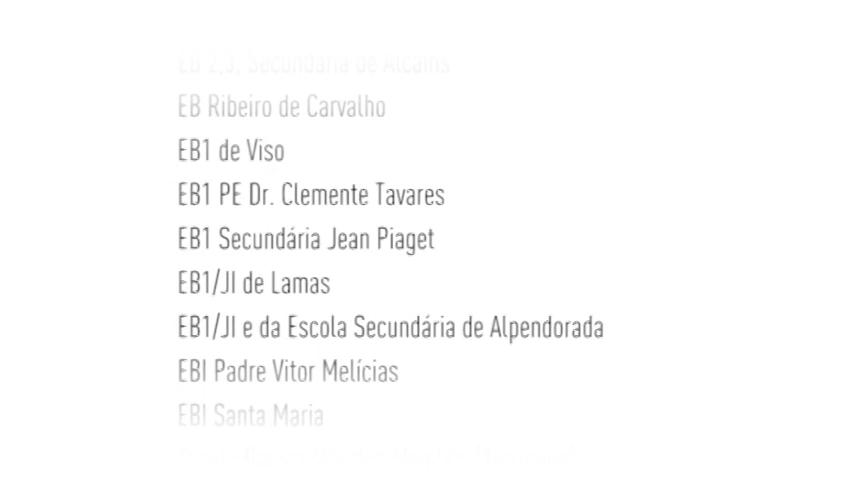 EB 2,3, Secundária de Alcains
EB Ribeiro de Carvalho
EB1 de Viso
EB1 PE Dr. Clemente Tavares
EB1 Secundária Jean Piaget
EB1/JI de Lamas
EB1/JI e da Escola Secundária de Alpendorada
EBI Padre Vitor Melícias
EBI Santa Maria